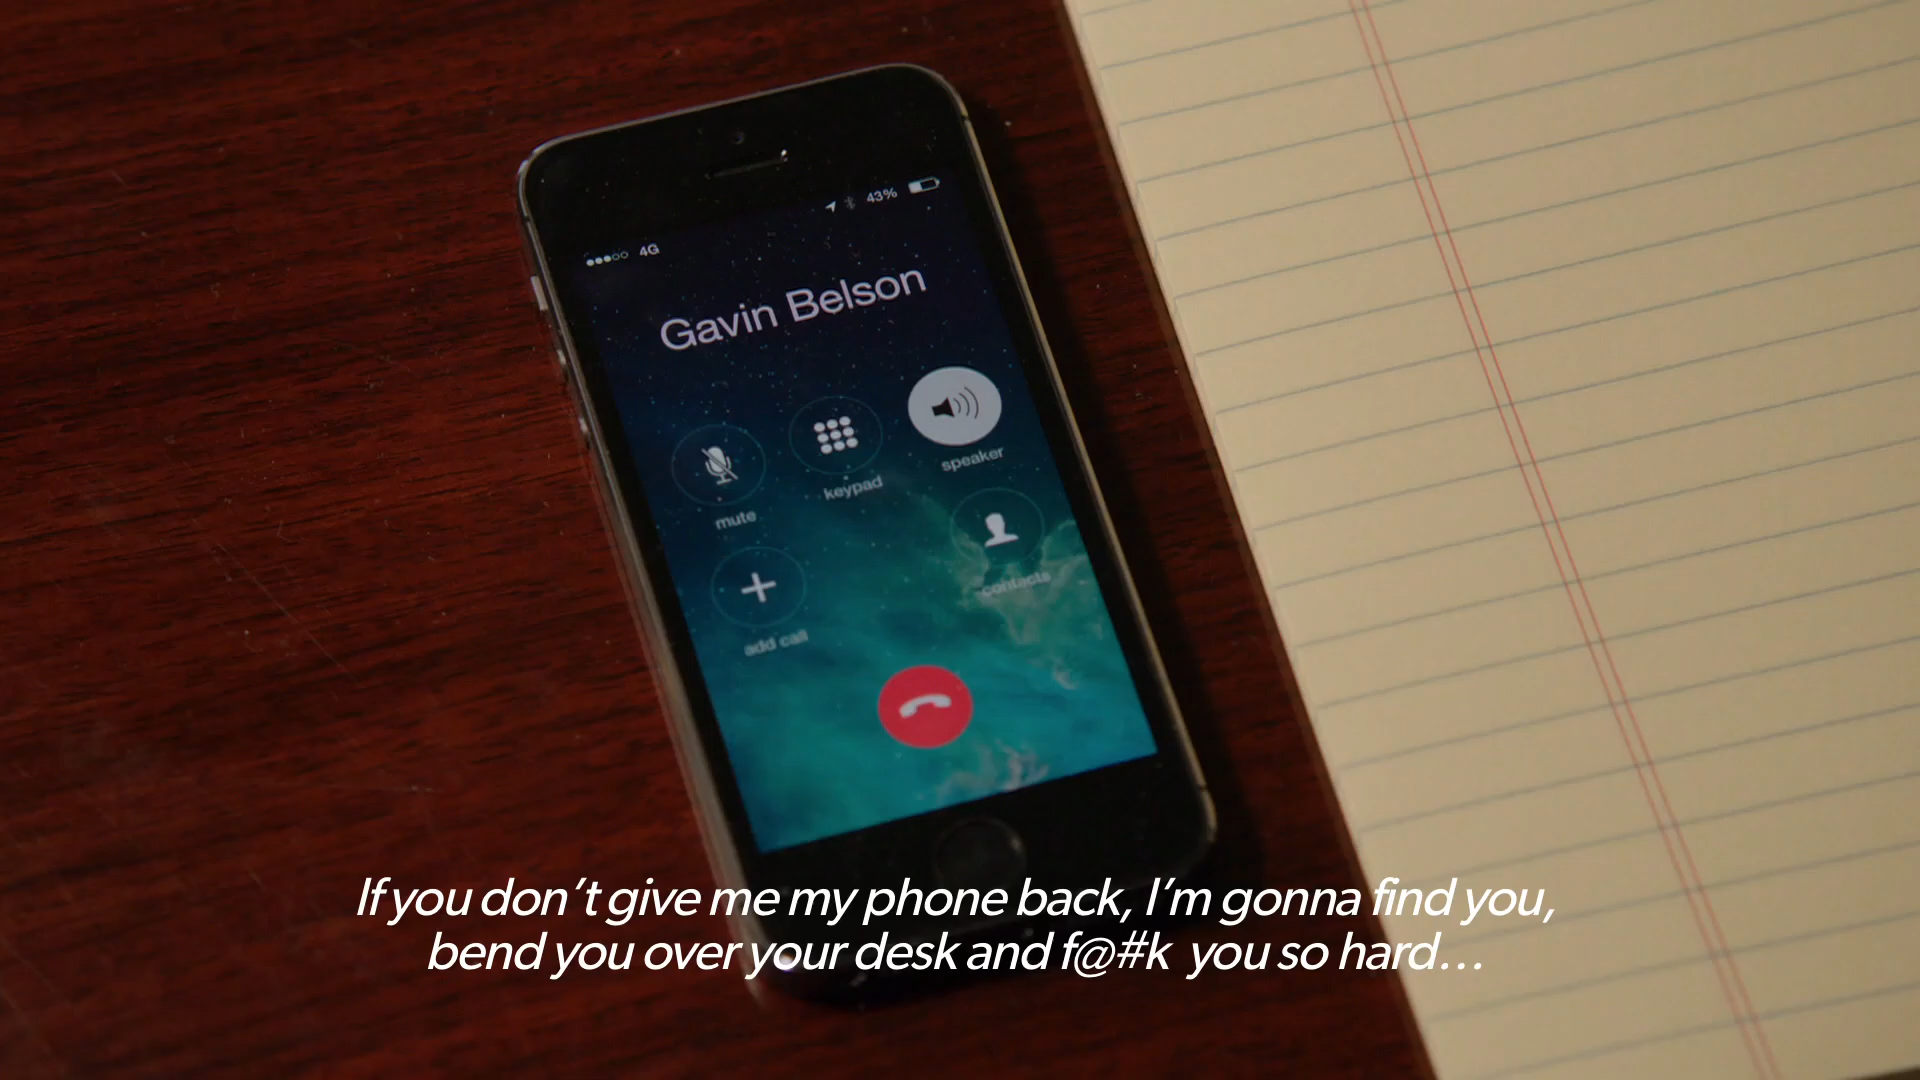 4G
43%
Gavin Belson
mute
keypad
speaker
add call
contacts
If you don't give me my phone back, I'm gonna find you,
bend you over your desk and f@#k you so hard...